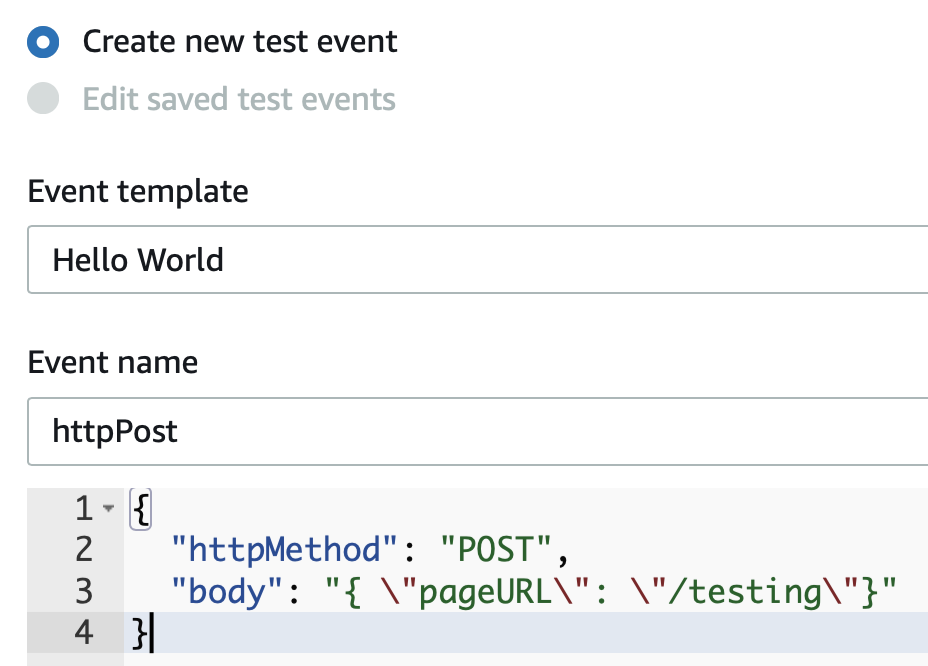 Create new test event
Edit saved test events
Event template
Hello World
Event name
httpPost
1 {
2 "httpMethod": "POST",
3 "body": "{ \"pageURL\": \"/testing\"}"
4 }